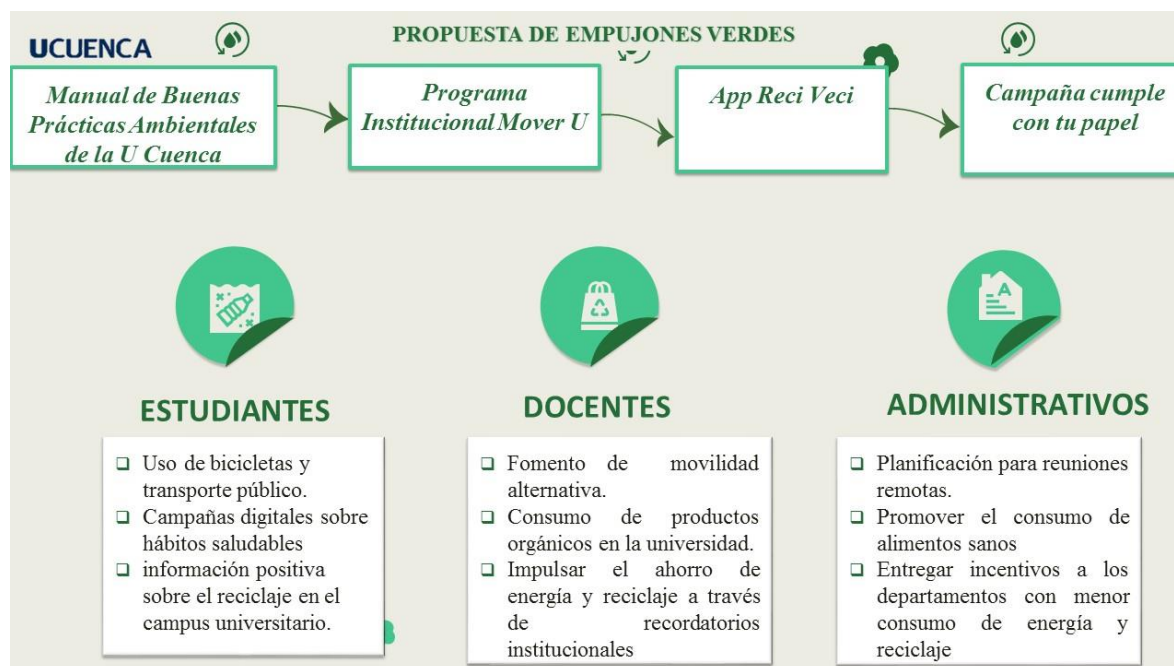 PROPUESTA DE EMPUJONES VERDES
UCUENCA
Manual de Buenas
Prácticas Ambientales
de la U Cuenca
Programa
Institucional Mover U
App Reci Veci
Campaña cumple
con tu papel
ESTUDIANTES
Uso de bicicletas y
transporte público.
Campañas digitales sobre
hábitos saludables
información positiva
sobre el reciclaje en el
campus universitario.
DOCENTES
Fomento de movilidad
alternativa.
Consumo de productos
orgánicos en la universidad.
Impulsar el ahorro de
energía y reciclaje a través
de recordatorios
institucionales
ADMINISTRATIVOS
A
Planificación para reuniones
remotas.
Promover el consumo de
alimentos sanos
Entregar incentivos a los
departamentos con menor
consumo de energía y
reciclaje